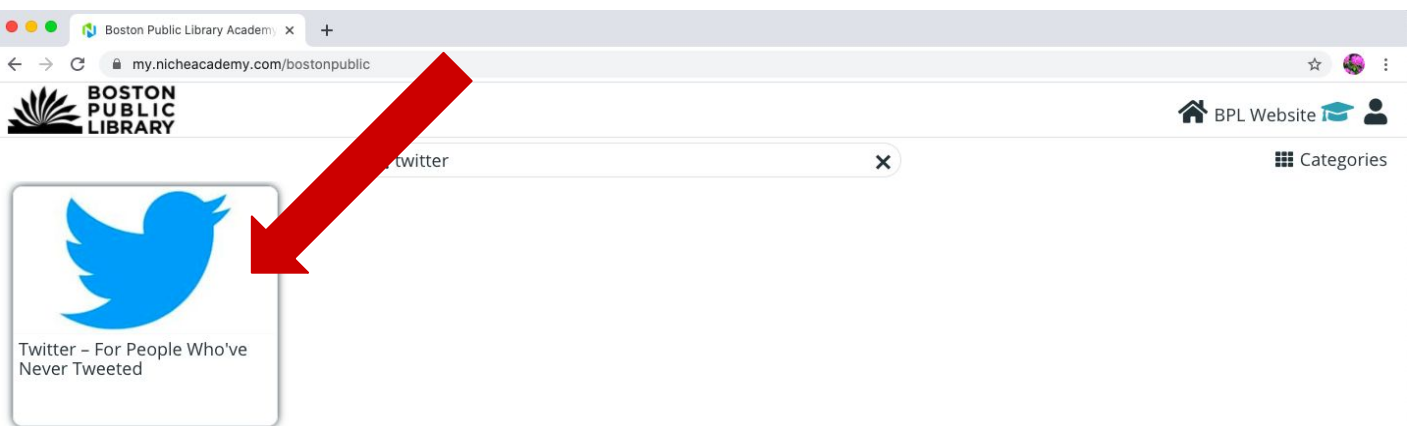 Boston Public Library Academy
my.nicheacademy.com/bostonpublic
BOSTON
PUBLIC
LIBRARY
BPL Website
twitter
Categories
Twitter – For People Who've
Never Tweeted